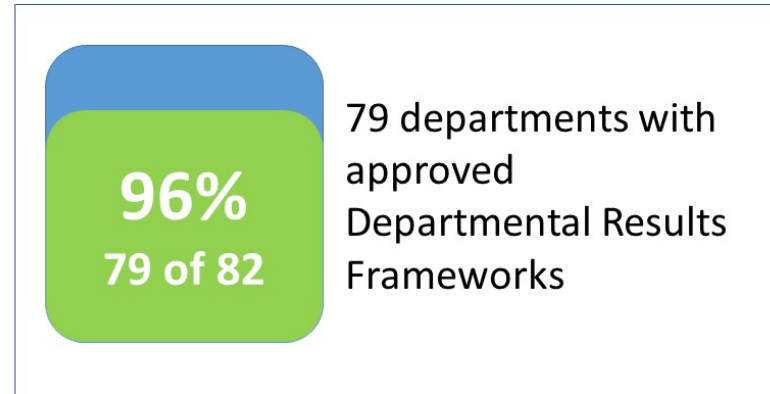 96%
79 of 82
79 departments with
approved
Departmental Results
Frameworks